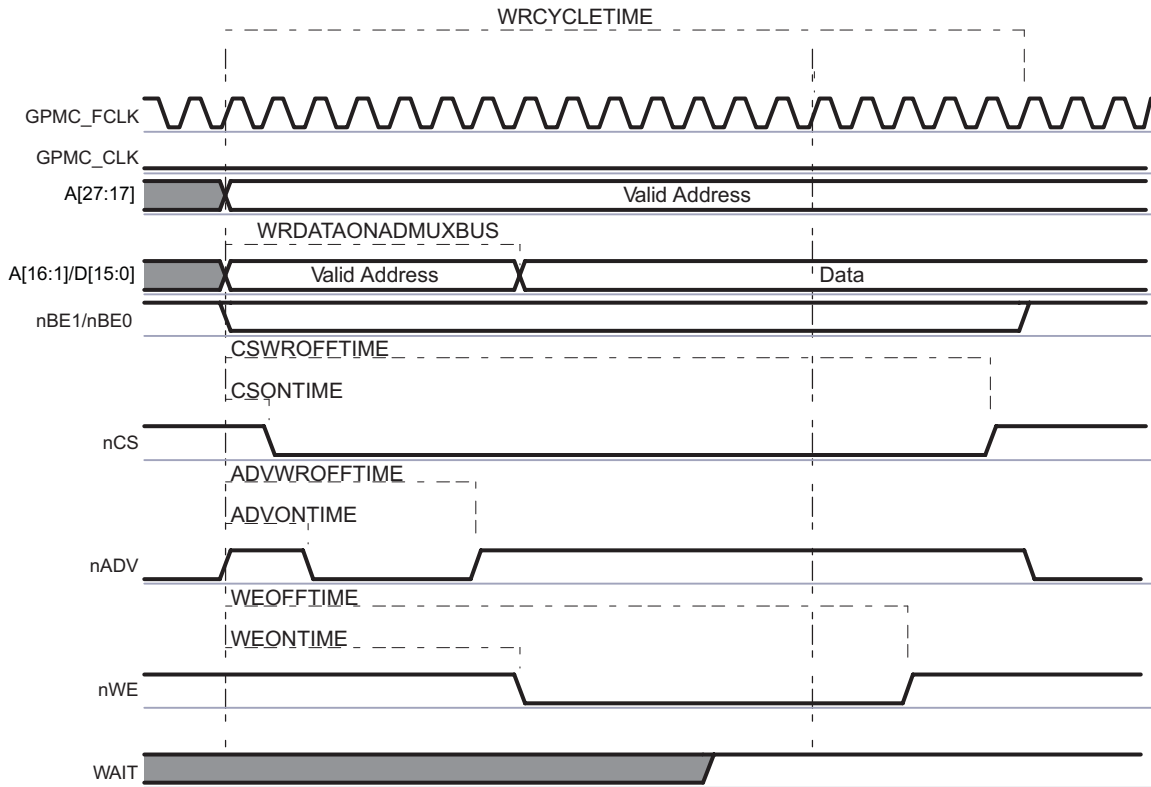 WRCYCLETIME
GPMC_FCLK
GPMC_CLK
A[27:17]
Valid Address
WRDATAONADMUXBUS
A[16:1]/D[15:0]
Valid Address
Data
nBE1/nBE0
CSWROFFTIME
CSONTIME
nCS
ADVWROFFTIME
ADVONTIME
nADV
WEOFFTIME
WEONTIME
nWE
WAIT